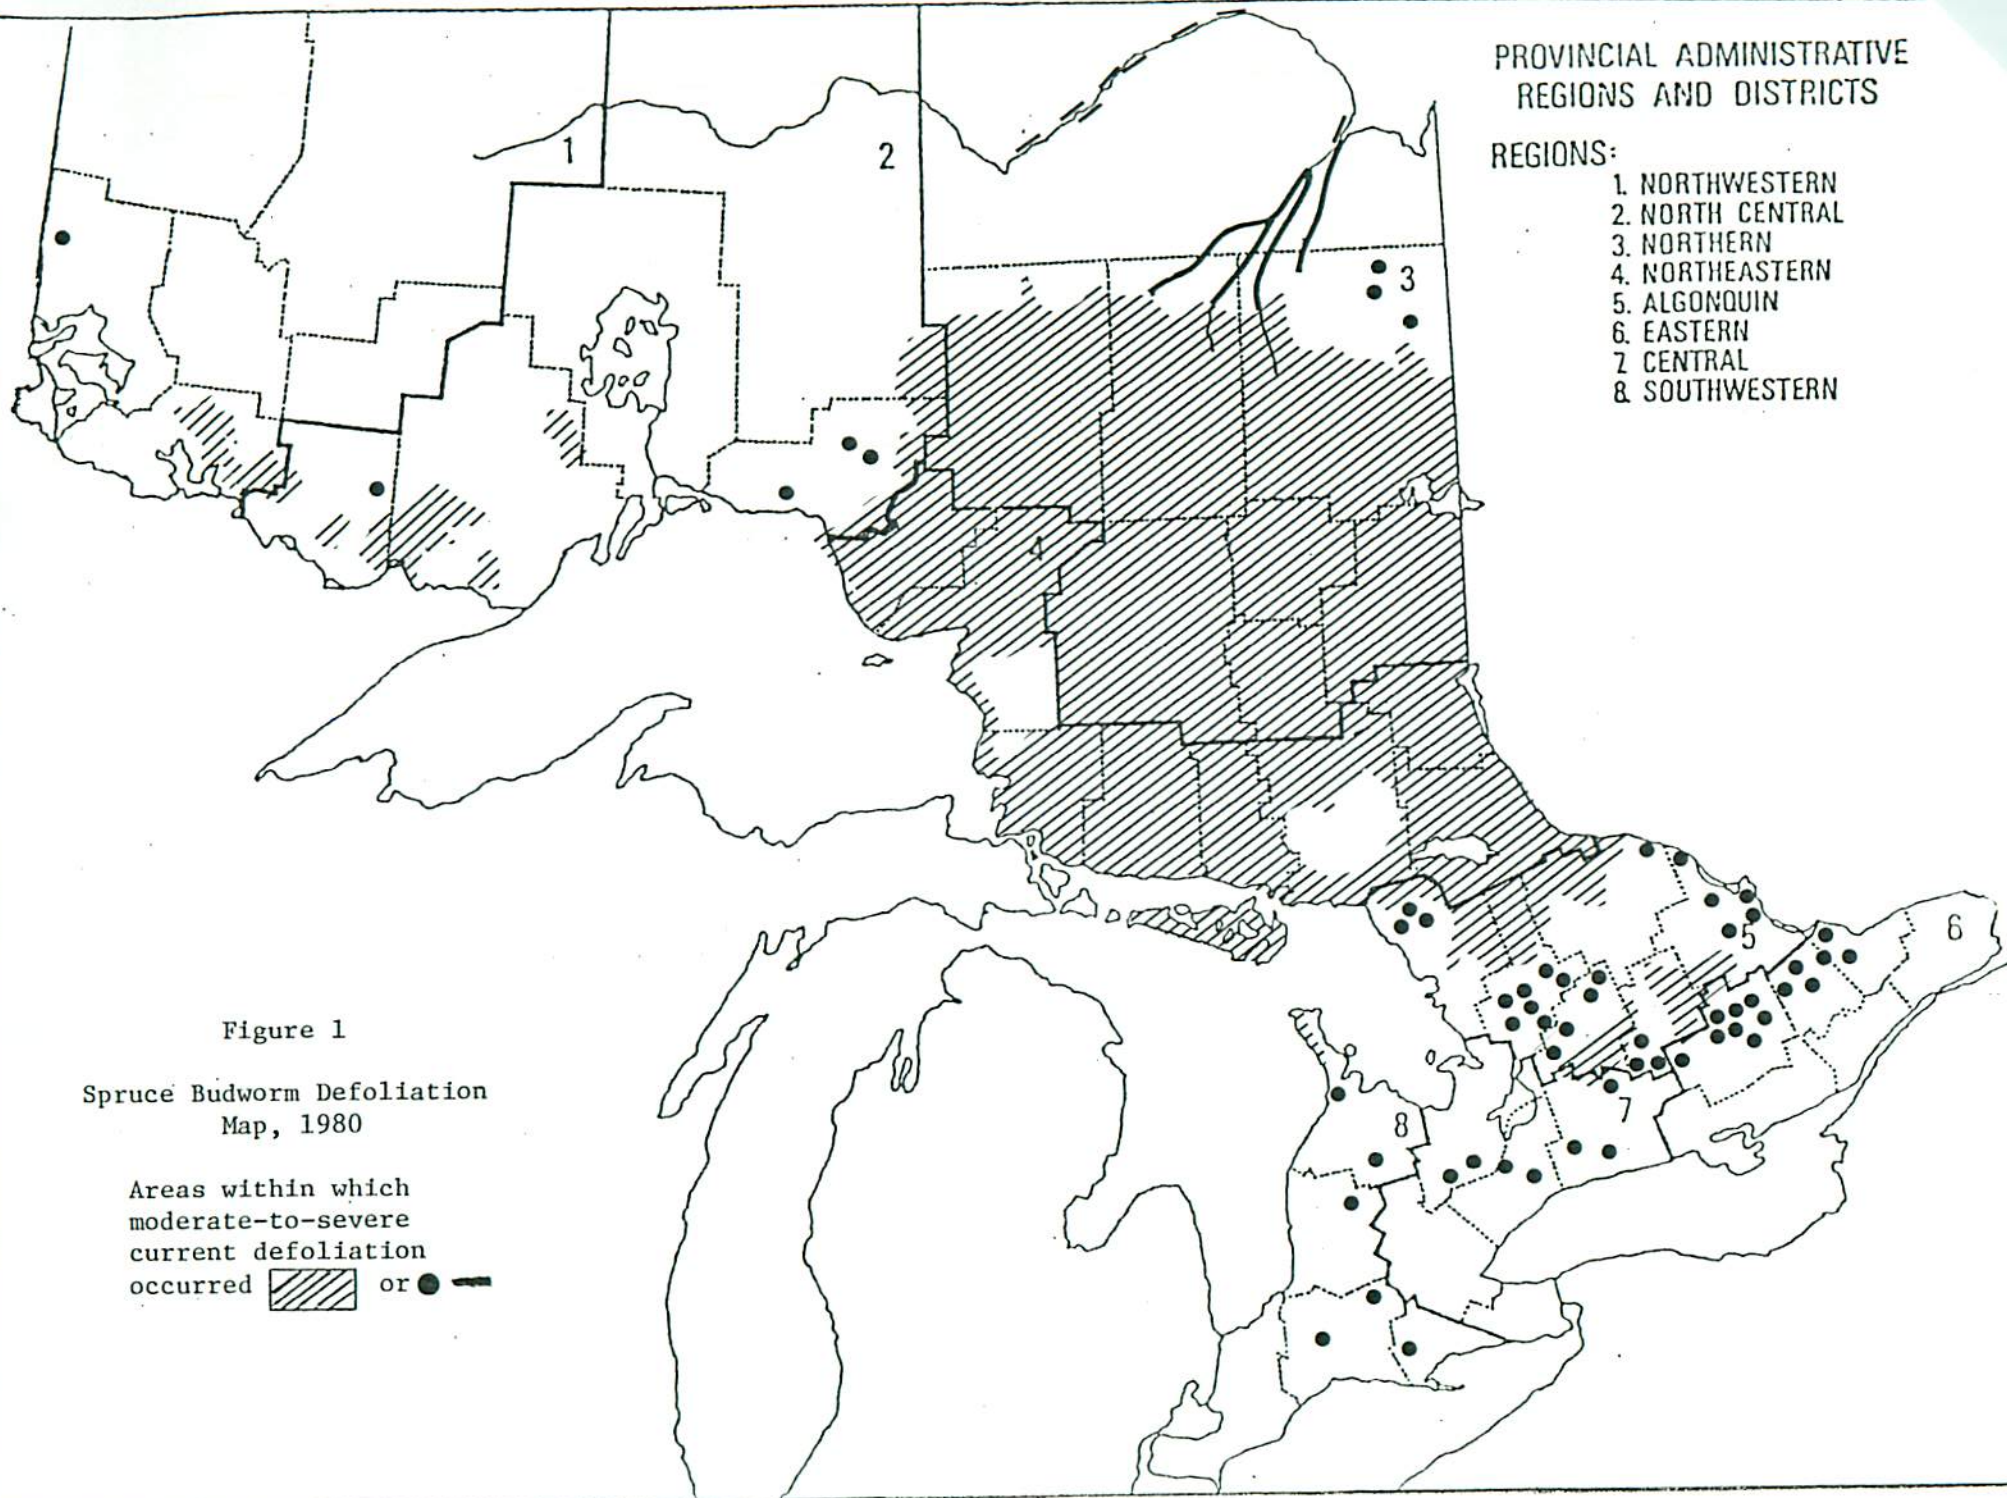 PROVINCIAL ADMINISTRATIVE
REGIONS AND DISTRICTS
REGIONS:
1. NORTHWESTERN
2. NORTH CENTRAL
3. NORTHERN
4. NORTHEASTERN
5. ALGONQUIN
6. EASTERN
7. CENTRAL
8. SOUTHWESTERN
1
2
3
4
5
6
7
8
Figure 1
Spruce Budworm Defoliation
Map, 1980
Areas within which
moderate-to-severe
current defoliation
occurred or